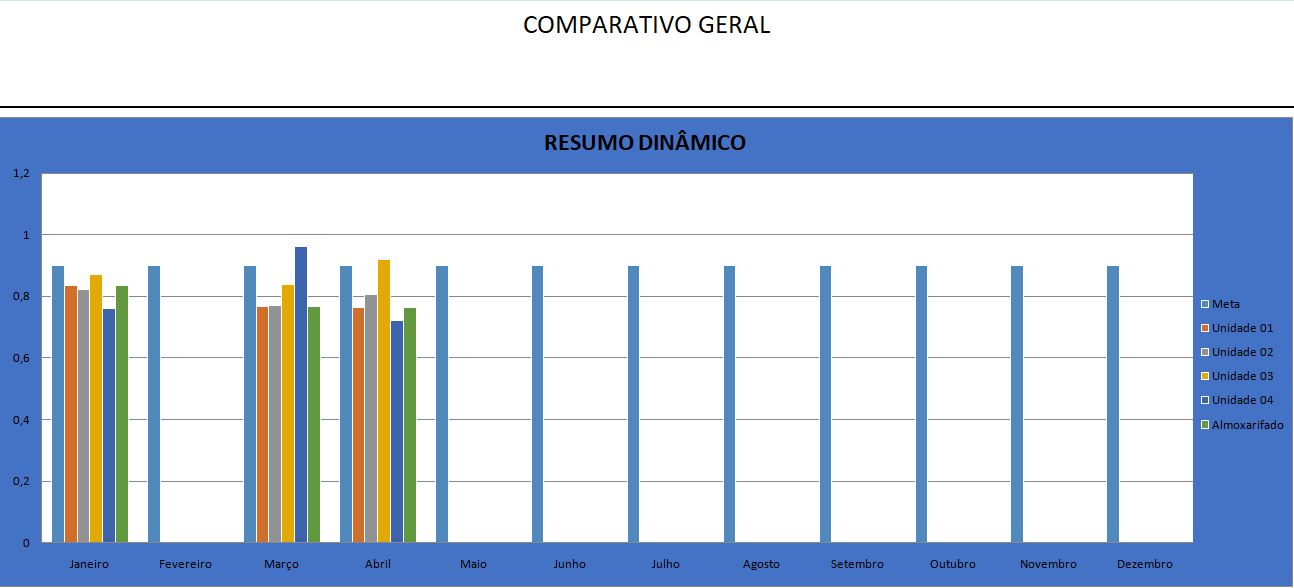 COMPARATIVO GERAL
RESUMO DINÂMICO
1,2
1
0,8
0,6
0,4
0,2
0
Janeiro Fevereiro Março Abril Maio Junho Julho Agosto Setembro Outubro Novembro Dezembro
Meta
Unidade 01
Unidade 02
Unidade 03
Unidade 04
Almoxarifado